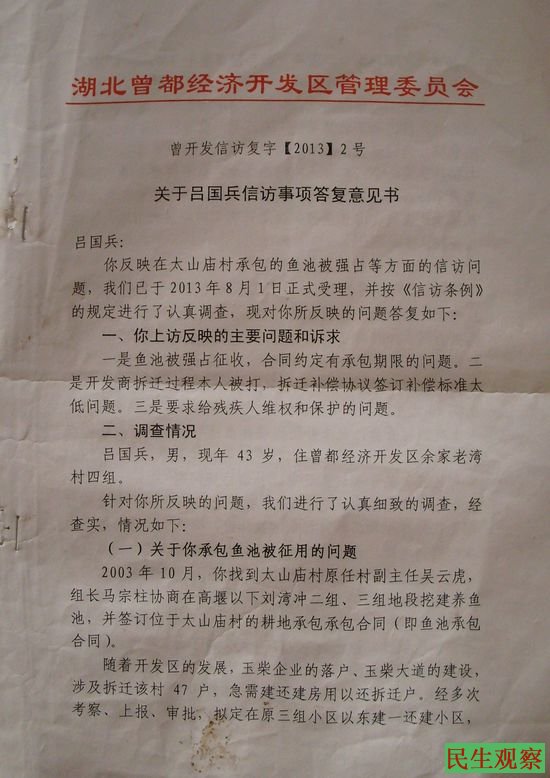 湖北曾都经济开发区管理委员会
曾开发信访复字【2013】2号
关于吕国兵信访事项答复意见书
吕国兵：
你反映在太山庙村承包的鱼池被强占等方面的信访问
题，我们已于2013年8月1日正式受理，并按《信访条例》
的规定进行了认真调查，现对你所反映的问题答复如下：
一、你上访反映的主要问题和诉求
一是鱼池被强占征收，合同约定有承包期限的问题。二
是开发商拆迁过程本人被打，拆迁补偿协议签订补偿标准太
低问题。三是要求给残疾人维权和保护的问题。
二、调查情况
吕国兵，男，现年43岁，住曾都经济开发区余家老湾
村四组。
针对你所反映的问题，我们进行了认真细致的调查，经
查实，情况如下：
（一）关于你承包鱼池被征用的问题
2003年10月，你找到太山庙村原任村副主任吴云虎，
组长马宗柱协商在高堰以下刘湾冲二组、三组地段挖建养鱼
池，并签订位于太山庙村的耕地承包承包合同（即鱼池承包
合同）。
随着开发区的发展，玉柴企业的落户、玉柴大道的建设，
涉及拆迁该村47户，急需建还建房用以还拆迁户。经多次
考察、上报、审批，拟定在原三组小区以东建一还建小区，
民生观察